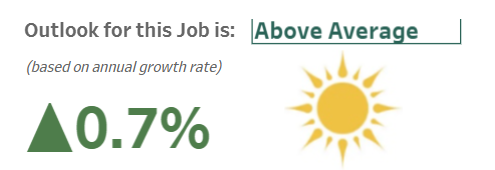 Outlook for this Job is: Above Average
(based on annual growth rate)
▲0.7%